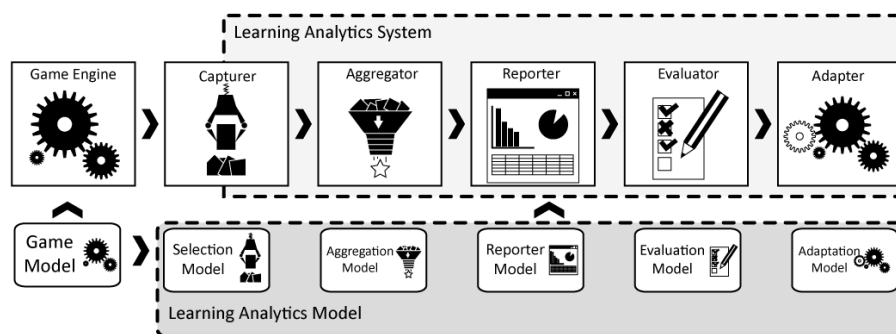 Learning Analytics System
Game Engine
Capturer
Aggregator
Reporter
Evaluator
Adapter
Game
Model
Selection
Model
Aggregation
Model
Reporter
Model
Evaluation
Model
Adaptation
Model
Learning Analytics Model